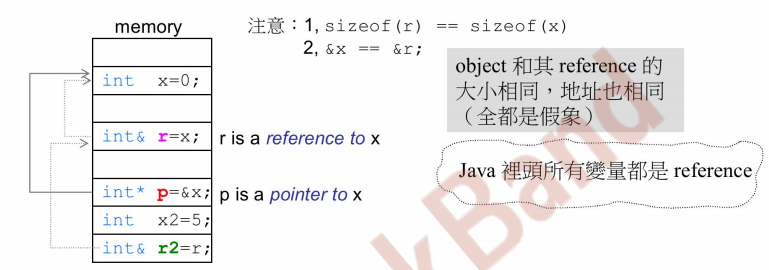 memory
注意：1, sizeof(r) == sizeof(x)
2, &x == &r;
int x=0;
int& r=x; r is a reference to x
int* p=&x; p is a pointer to x
int x2=5;
int& r2=r;
object 和其 reference 的
大小相同，地址也相同
（全都是假象）
Java 裡頭所有變量都是 reference